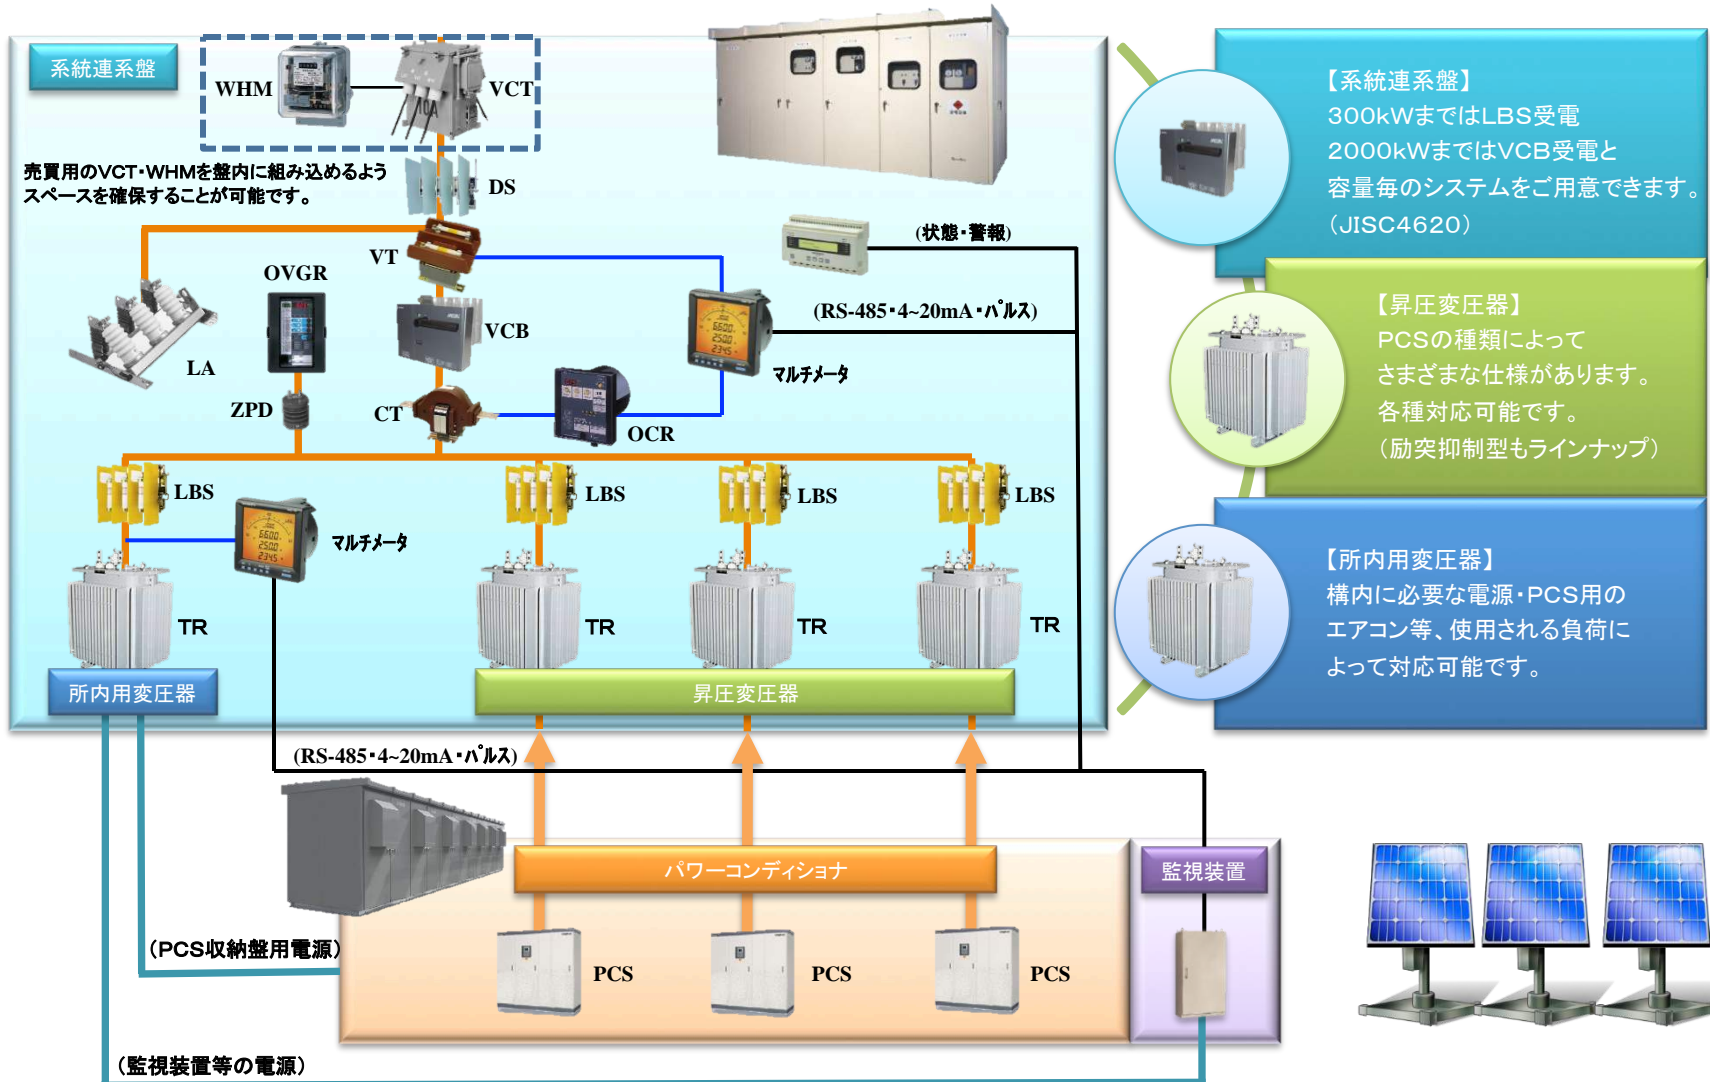 系統連系盤
WHM
VCT
売買用のVCT・WHMを盤内に組み込めるよう
スペースを確保することが可能です。
DS
VT
(状態・警報)
OVGR
LA
VCB
(RS-485・4~20mA・パルス)
マルチメータ
ZPD
CT
OCR
LBS
LBS
LBS
LBS
マルチメータ
TR
TR
TR
TR
所内用変圧器
昇圧変圧器
(RS-485・4~20mA・パルス)
パワーコンディショナ
監視装置
(PCS収納盤用電源)
PCS
PCS
PCS
(監視装置等の電源)
【系統連系盤】
300kWまではLBS受電
2000kWまではVCB受電と
容量毎のシステムをご用意できます。
(JISC4620)
【昇圧変圧器】
PCSの種類によって
さまざまな仕様があります。
各種対応可能です。
(励突抑制型もラインナップ)
【所内用変圧器】
構内に必要な電源・PCS用の
エアコン等、使用される負荷に
よって対応可能です。